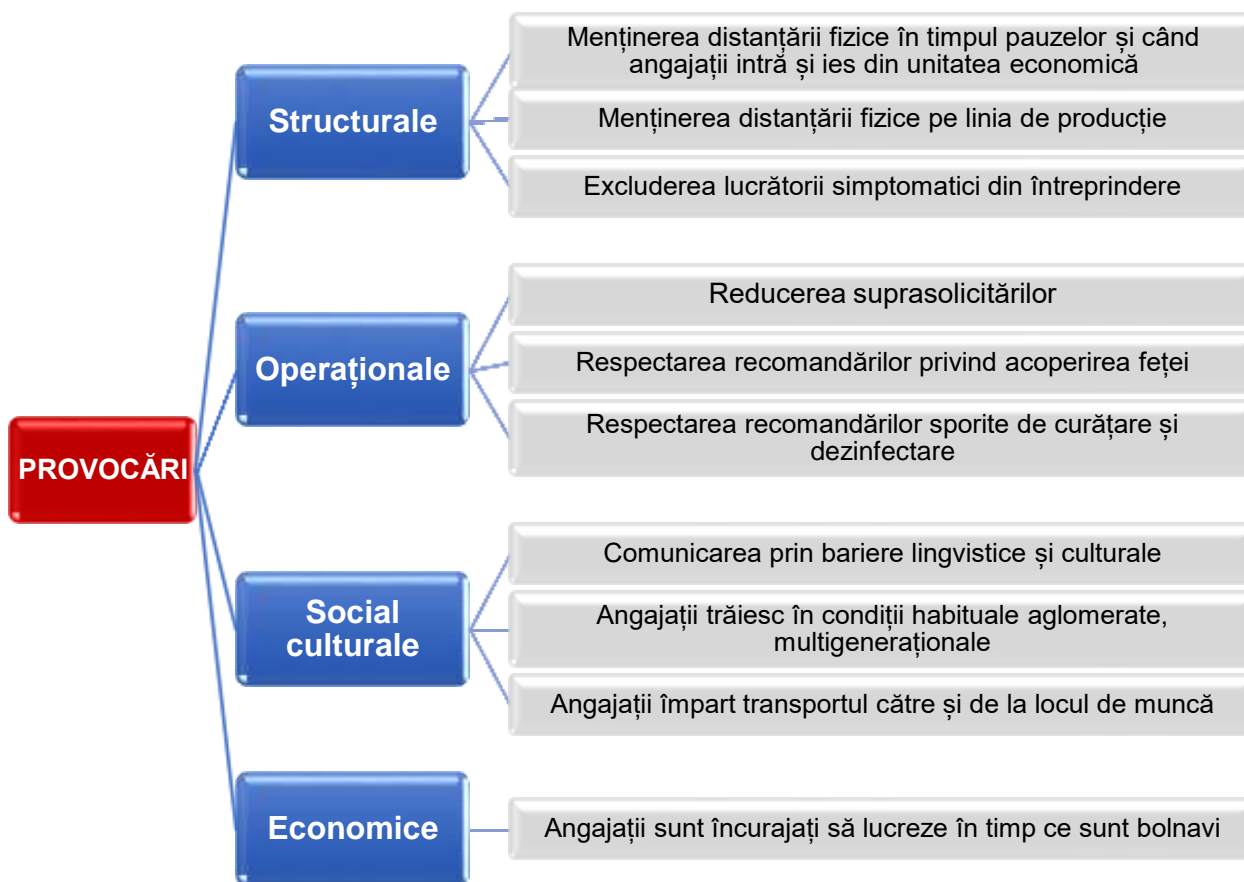 PROVOCĂRI
Structurale
Menținerea distanțării fizice în timpul pauzelor și când
angajații intră și ies din unitatea economică
Menținerea distanțării fizice pe linia de producție
Excluderea lucrătorii simptomatici din întreprindere
Operaționale
Reducerea suprasolicitărilor
Respectarea recomandărilor privind acoperirea feței
Respectarea recomandărilor sporite de curățare și
dezinfectare
Social
culturale
Comunicarea prin bariere lingvistice și culturale
Angajații trăiesc în condiții habituale aglomerate,
multigeneraționale
Angajații împart transportul către și de la locul de muncă
Economice
Angajații sunt încurajați să lucreze în timp ce sunt bolnavi